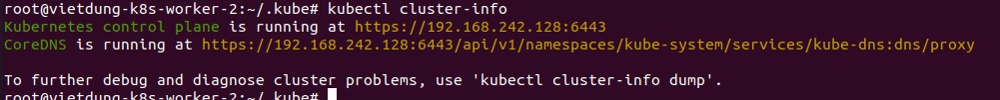 root@vietdung-k8s-worker-2:~/.kube# kubectl cluster-info
Kubernetes control plane is running at https://192.168.242.128:6443
CoreDNS is running at https://192.168.242.128:6443/api/v1/namespaces/kube-system/services/kube-dns:dns/proxy
To further debug and diagnose cluster problems, use 'kubectl cluster-info dump'.
root@vietdung-k8s-worker-2:~/.kube#